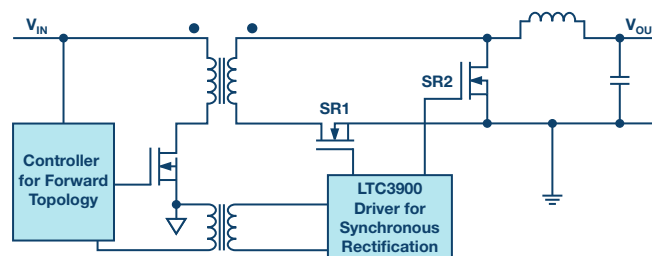 VIN
VOU
SR2
SR1
Controller
for Forward
Topology
LTC3900
Driver for
Synchronous
Rectification